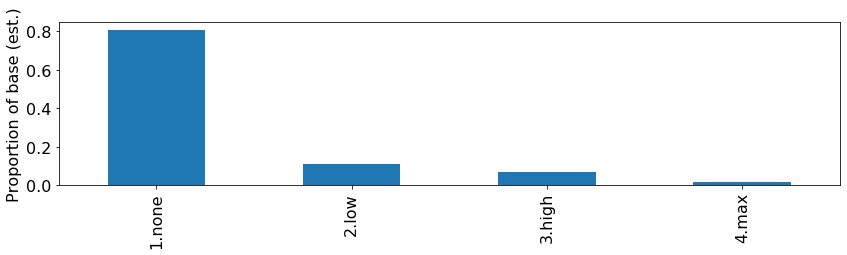 Proportion of base (est.)
0.8
0.6
0.4
0.2
0.0
1.none
2.low
3.high
4.max